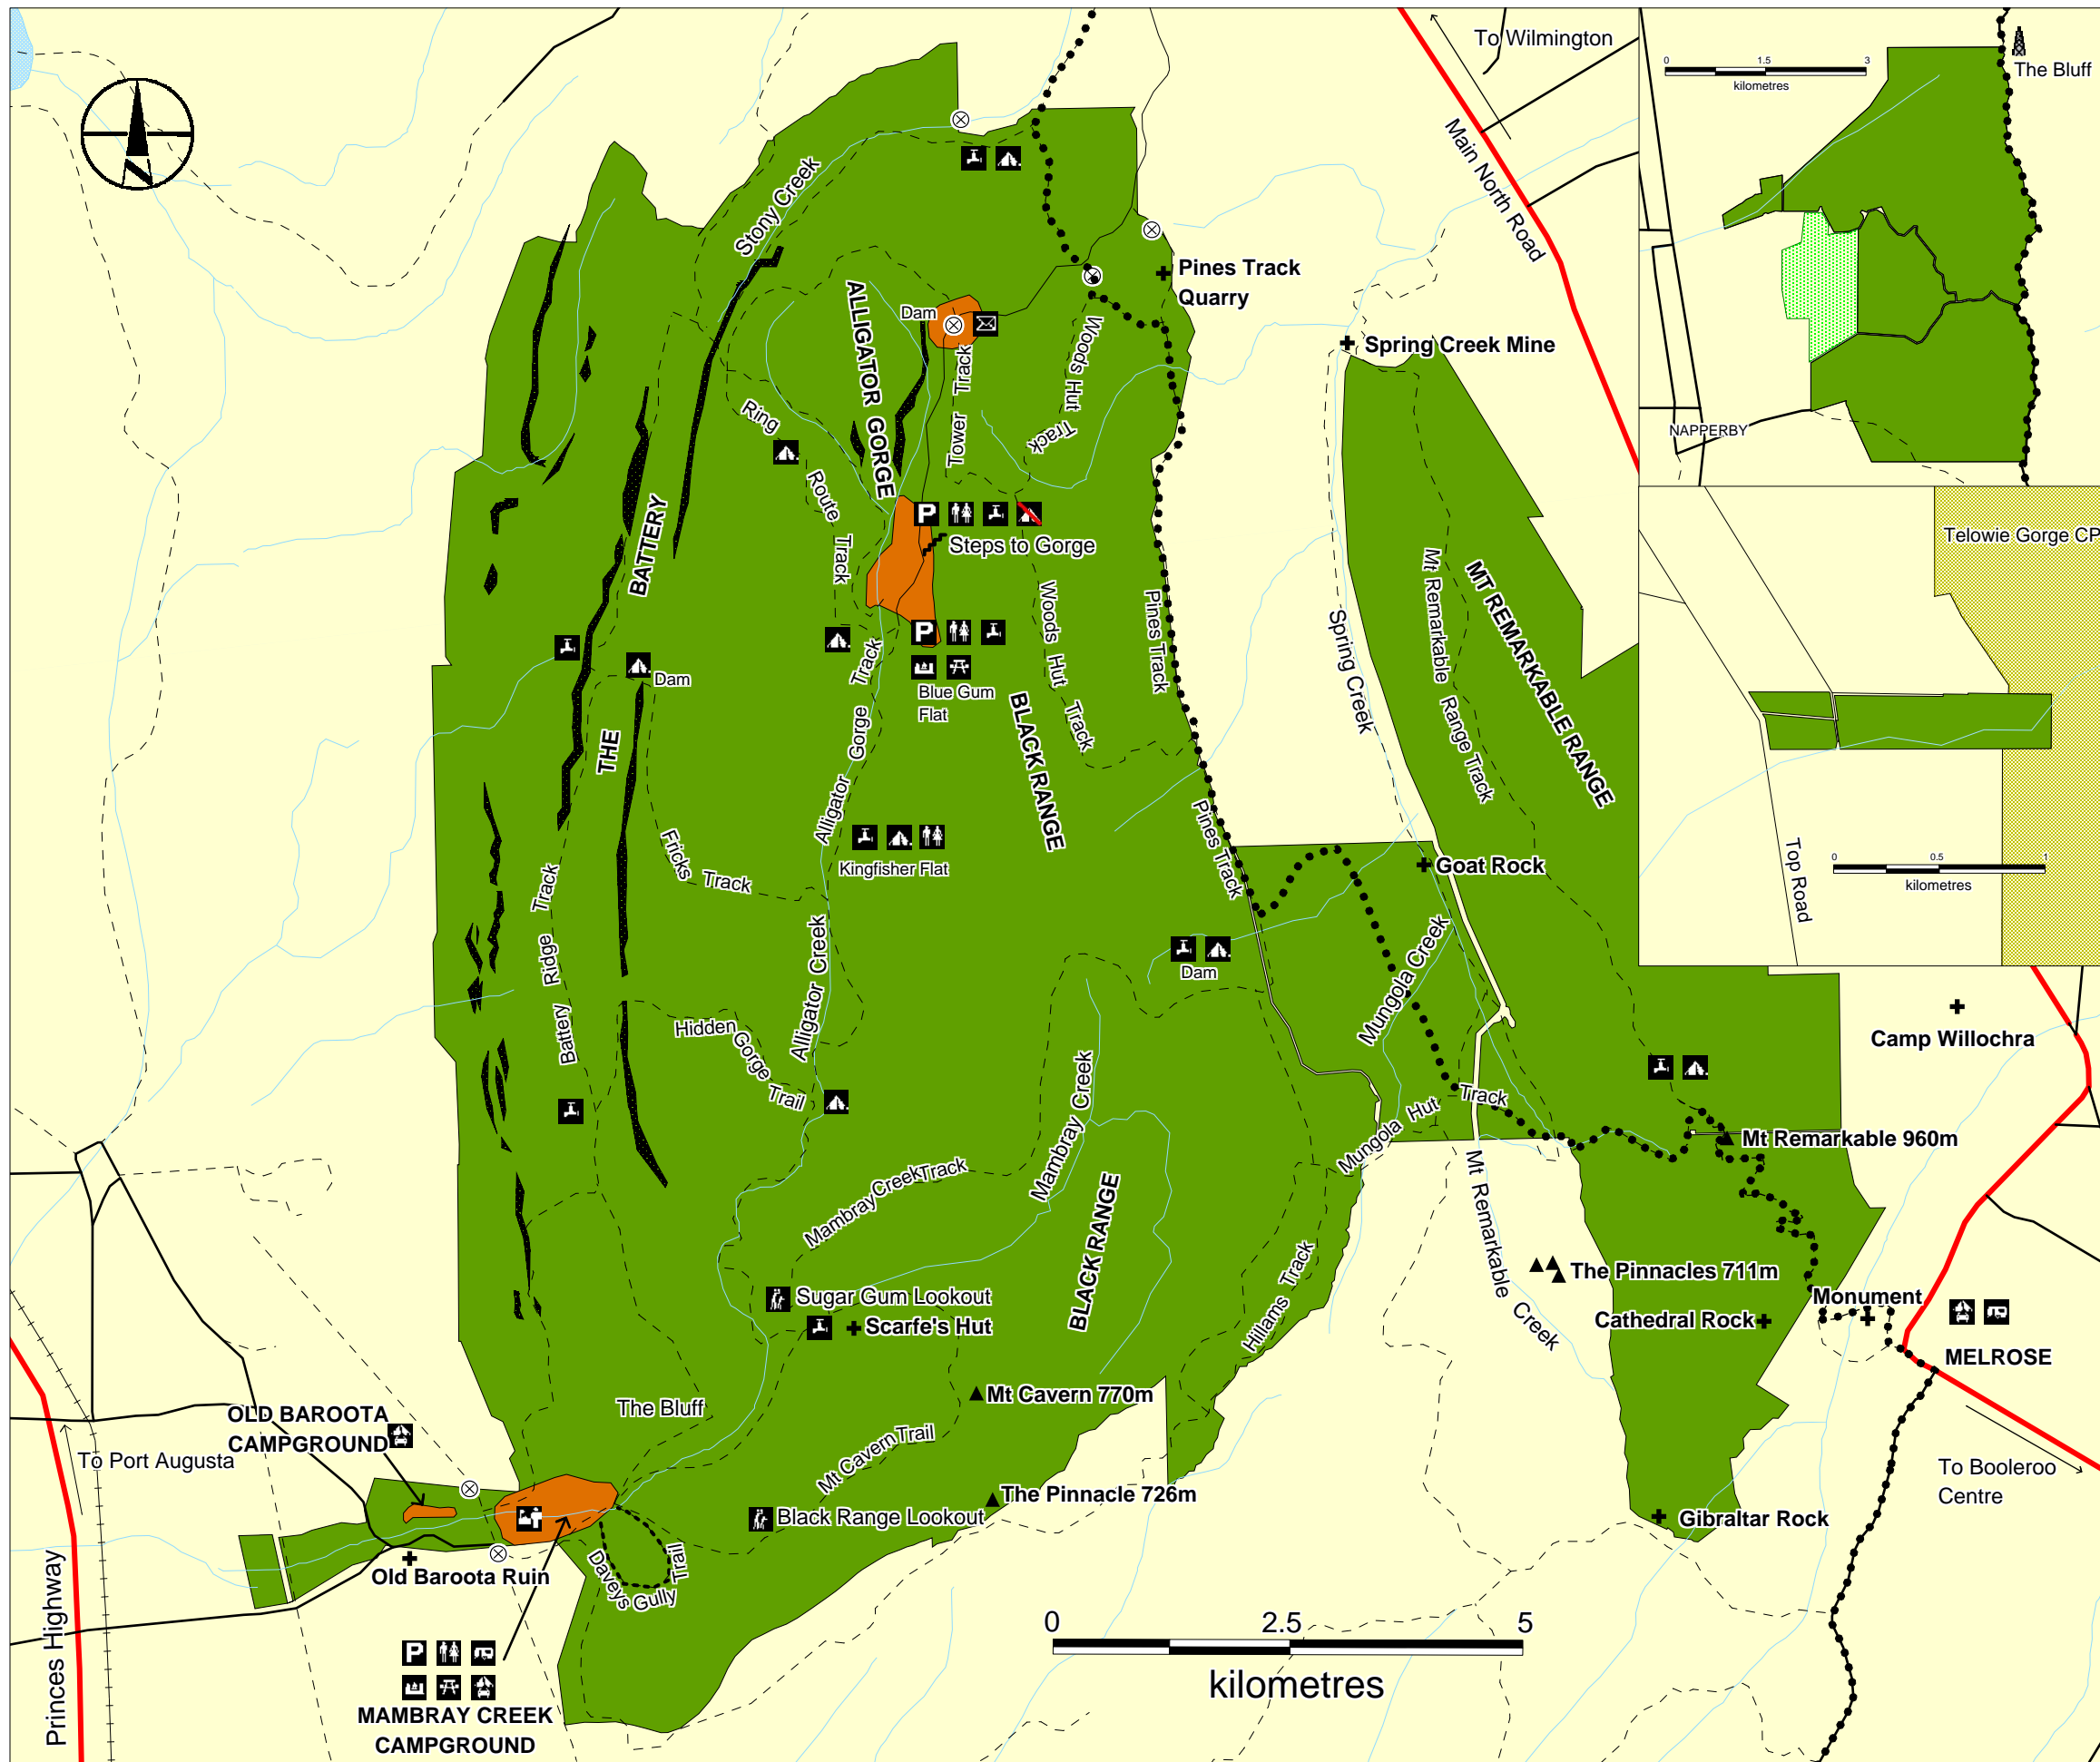 To Wilmington
Main North Road
0 1.5 3
kilometres
The Bluff
NAPPERBY
Telowie Gorge CP
Top Road
0 0.5 1
kilometres
N
Stony Creek
ALLIGATOR GORGE
Dam
Tower Track
Woods Hut Track
Pines Track
Quarry
Spring Creek Mine
Ring Route Track
P
Steps to Gorge
BATTERY
THE
Dam
P
Blue Gum
Flat
Alligator Gorge Track
Woods Hut Track
Pines Track
BLACK RANGE
Spring Creek
Mt Remarkable Range Track
MT REMARKABLE RANGE
Kingfisher Flat
Fricks Track
Pines Track
Goat Rock
Battery Ridge Track
Alligator Creek
Dam
Mungola Creek
Camp Willochra
Hidden Gorge Trail
Mambray Creek
Mungola Hut Track
Mt Remarkable 960m
Mambray Creek Track
BLACK RANGE
Hillams Track
Mt Remarkable Creek
The Pinnacles 711m
Sugar Gum Lookout
Scarfe's Hut
Monument
Cathedral Rock
MELROSE
Mt Cavern 770m
The Bluff
OLD BAROOTA
CAMPGROUND
To Port Augusta
Mt Cavern Trail
The Pinnacle 726m
To Booleroo
Centre
Black Range Lookout
Gibraltar Rock
Old Baroota Ruin
Daveys Gully Trail
Princes Highway
P
MAMBRAY CREEK
CAMPGROUND
0 2.5 5
kilometres